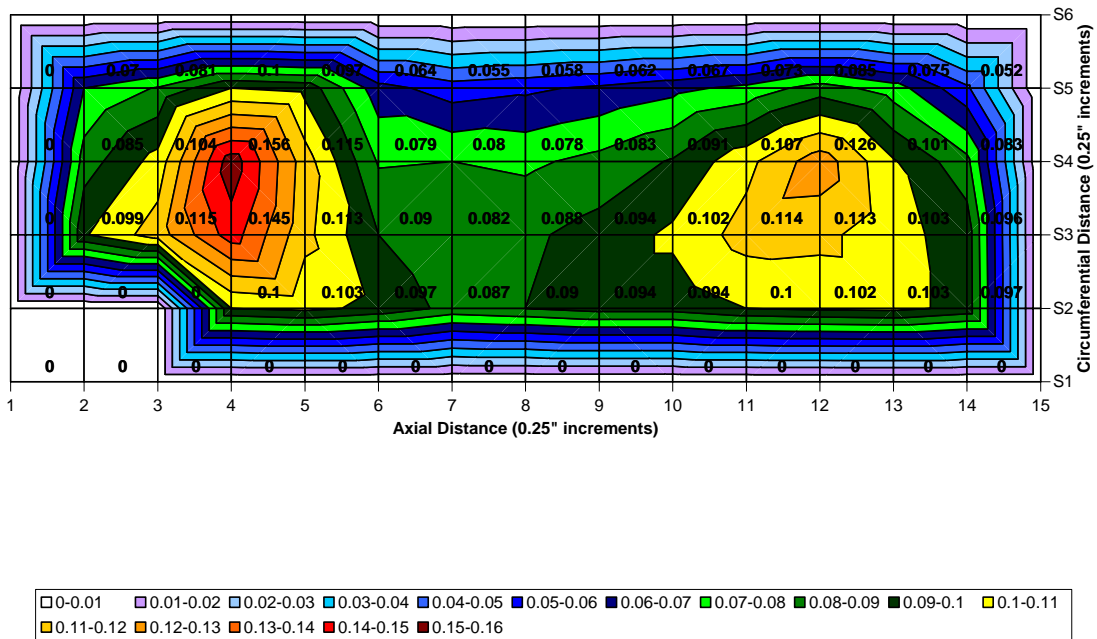 S6
0 0.07 0.081 0.1 0.097 0.064 0.055 0.058 0.062 0.067 0.073 0.085 0.075 0.052
S5
0 0.085 0.104 0.156 0.115 0.079 0.08 0.078 0.083 0.091 0.107 0.126 0.101 0.083
S4
0 0.099 0.115 0.145 0.113 0.09 0.082 0.088 0.094 0.102 0.114 0.113 0.103 0.096
S3
0 0 0 0.1 0.103 0.097 0.087 0.09 0.094 0.094 0.1 0.102 0.103 0.097
S2
0 0 0 0 0 0 0 0 0 0 0 0 0 0
S1
Circumferential Distance (0.25" increments)
1 2 3 4 5 6 7 8 9 10 11 12 13 14 15
Axial Distance (0.25" increments)
0-0.01 0.01-0.02 0.02-0.03 0.03-0.04 0.04-0.05 0.05-0.06 0.06-0.07 0.07-0.08 0.08-0.09 0.09-0.1 0.1-0.11
0.11-0.12 0.12-0.13 0.13-0.14 0.14-0.15 0.15-0.16